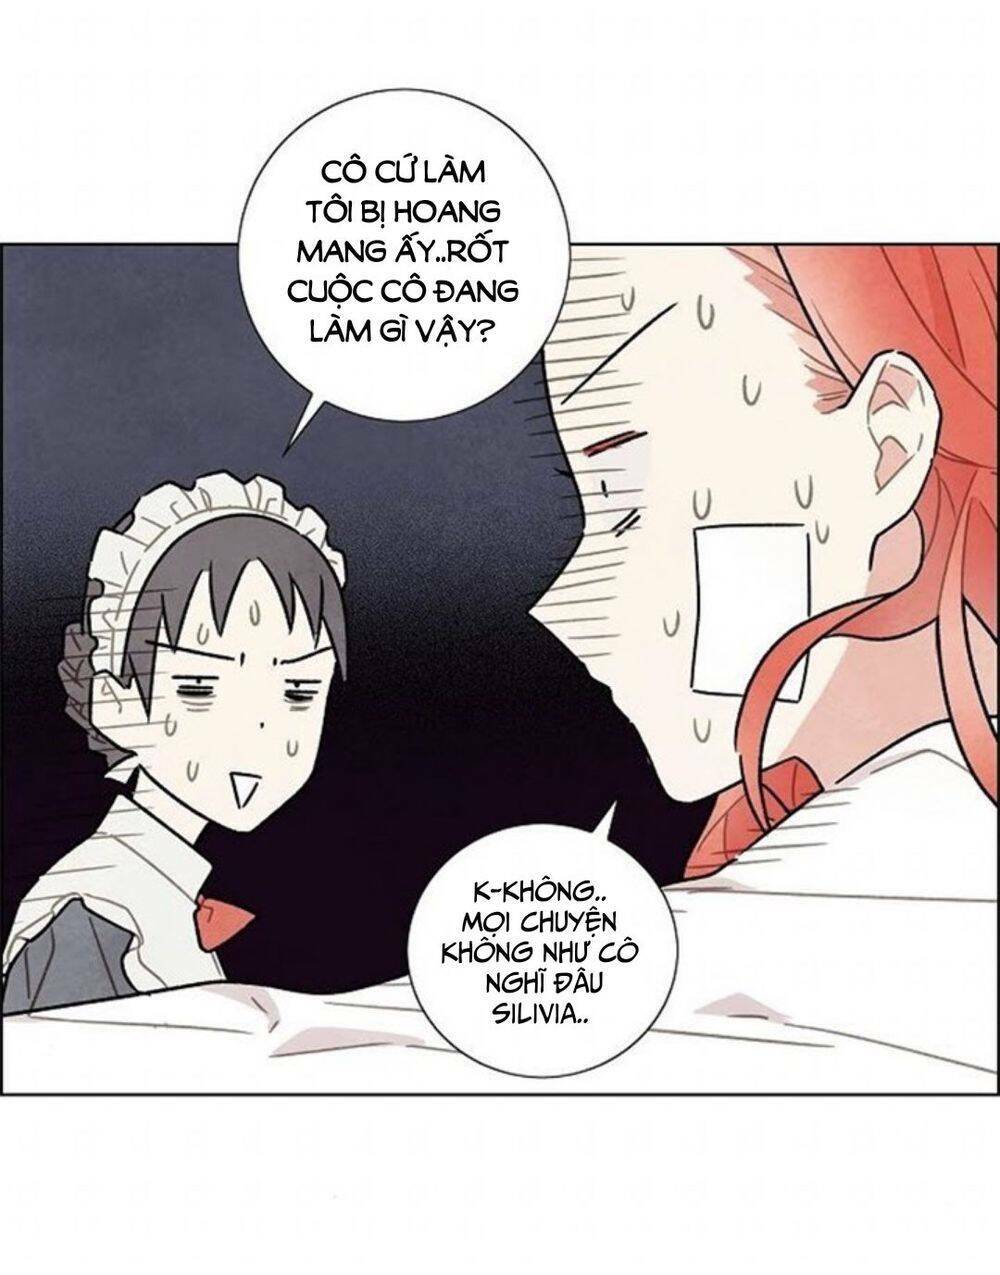 CÔ CỨ LÀM
TÔI BỊ HOANG
MANG ẤY..RỐT
CUỘC CÔ ĐANG
LÀM GÌ VẬY?
K-KHÔNG..
MỌI CHUYỆN
KHÔNG NHƯ CÔ
NGHĨ ĐÂU
SILIVIA..